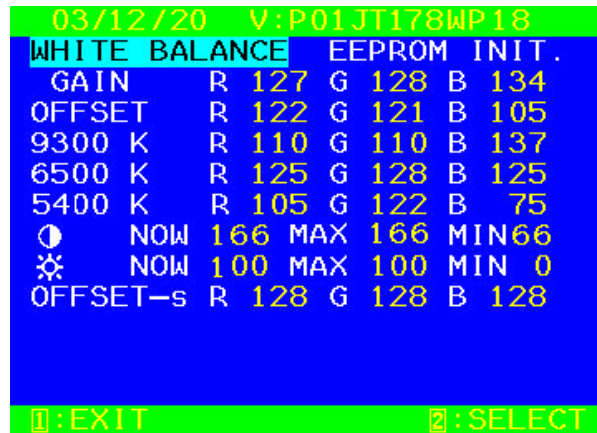 03/12/20 V:P01JT178WP18
WHITE BALANCE EEPROM INIT.
GAIN R 127 G 128 B 134
OFFSET R 122 G 121 B 105
9300 K R 110 G 110 B 137
6500 K R 125 G 128 B 125
5400 K R 105 G 122 B 75
NOW 166 MAX 166 MIN66
NOW 100 MAX 100 MIN 0
OFFSET-s R 128 G 128 B 128
1:EXIT 2:SELECT